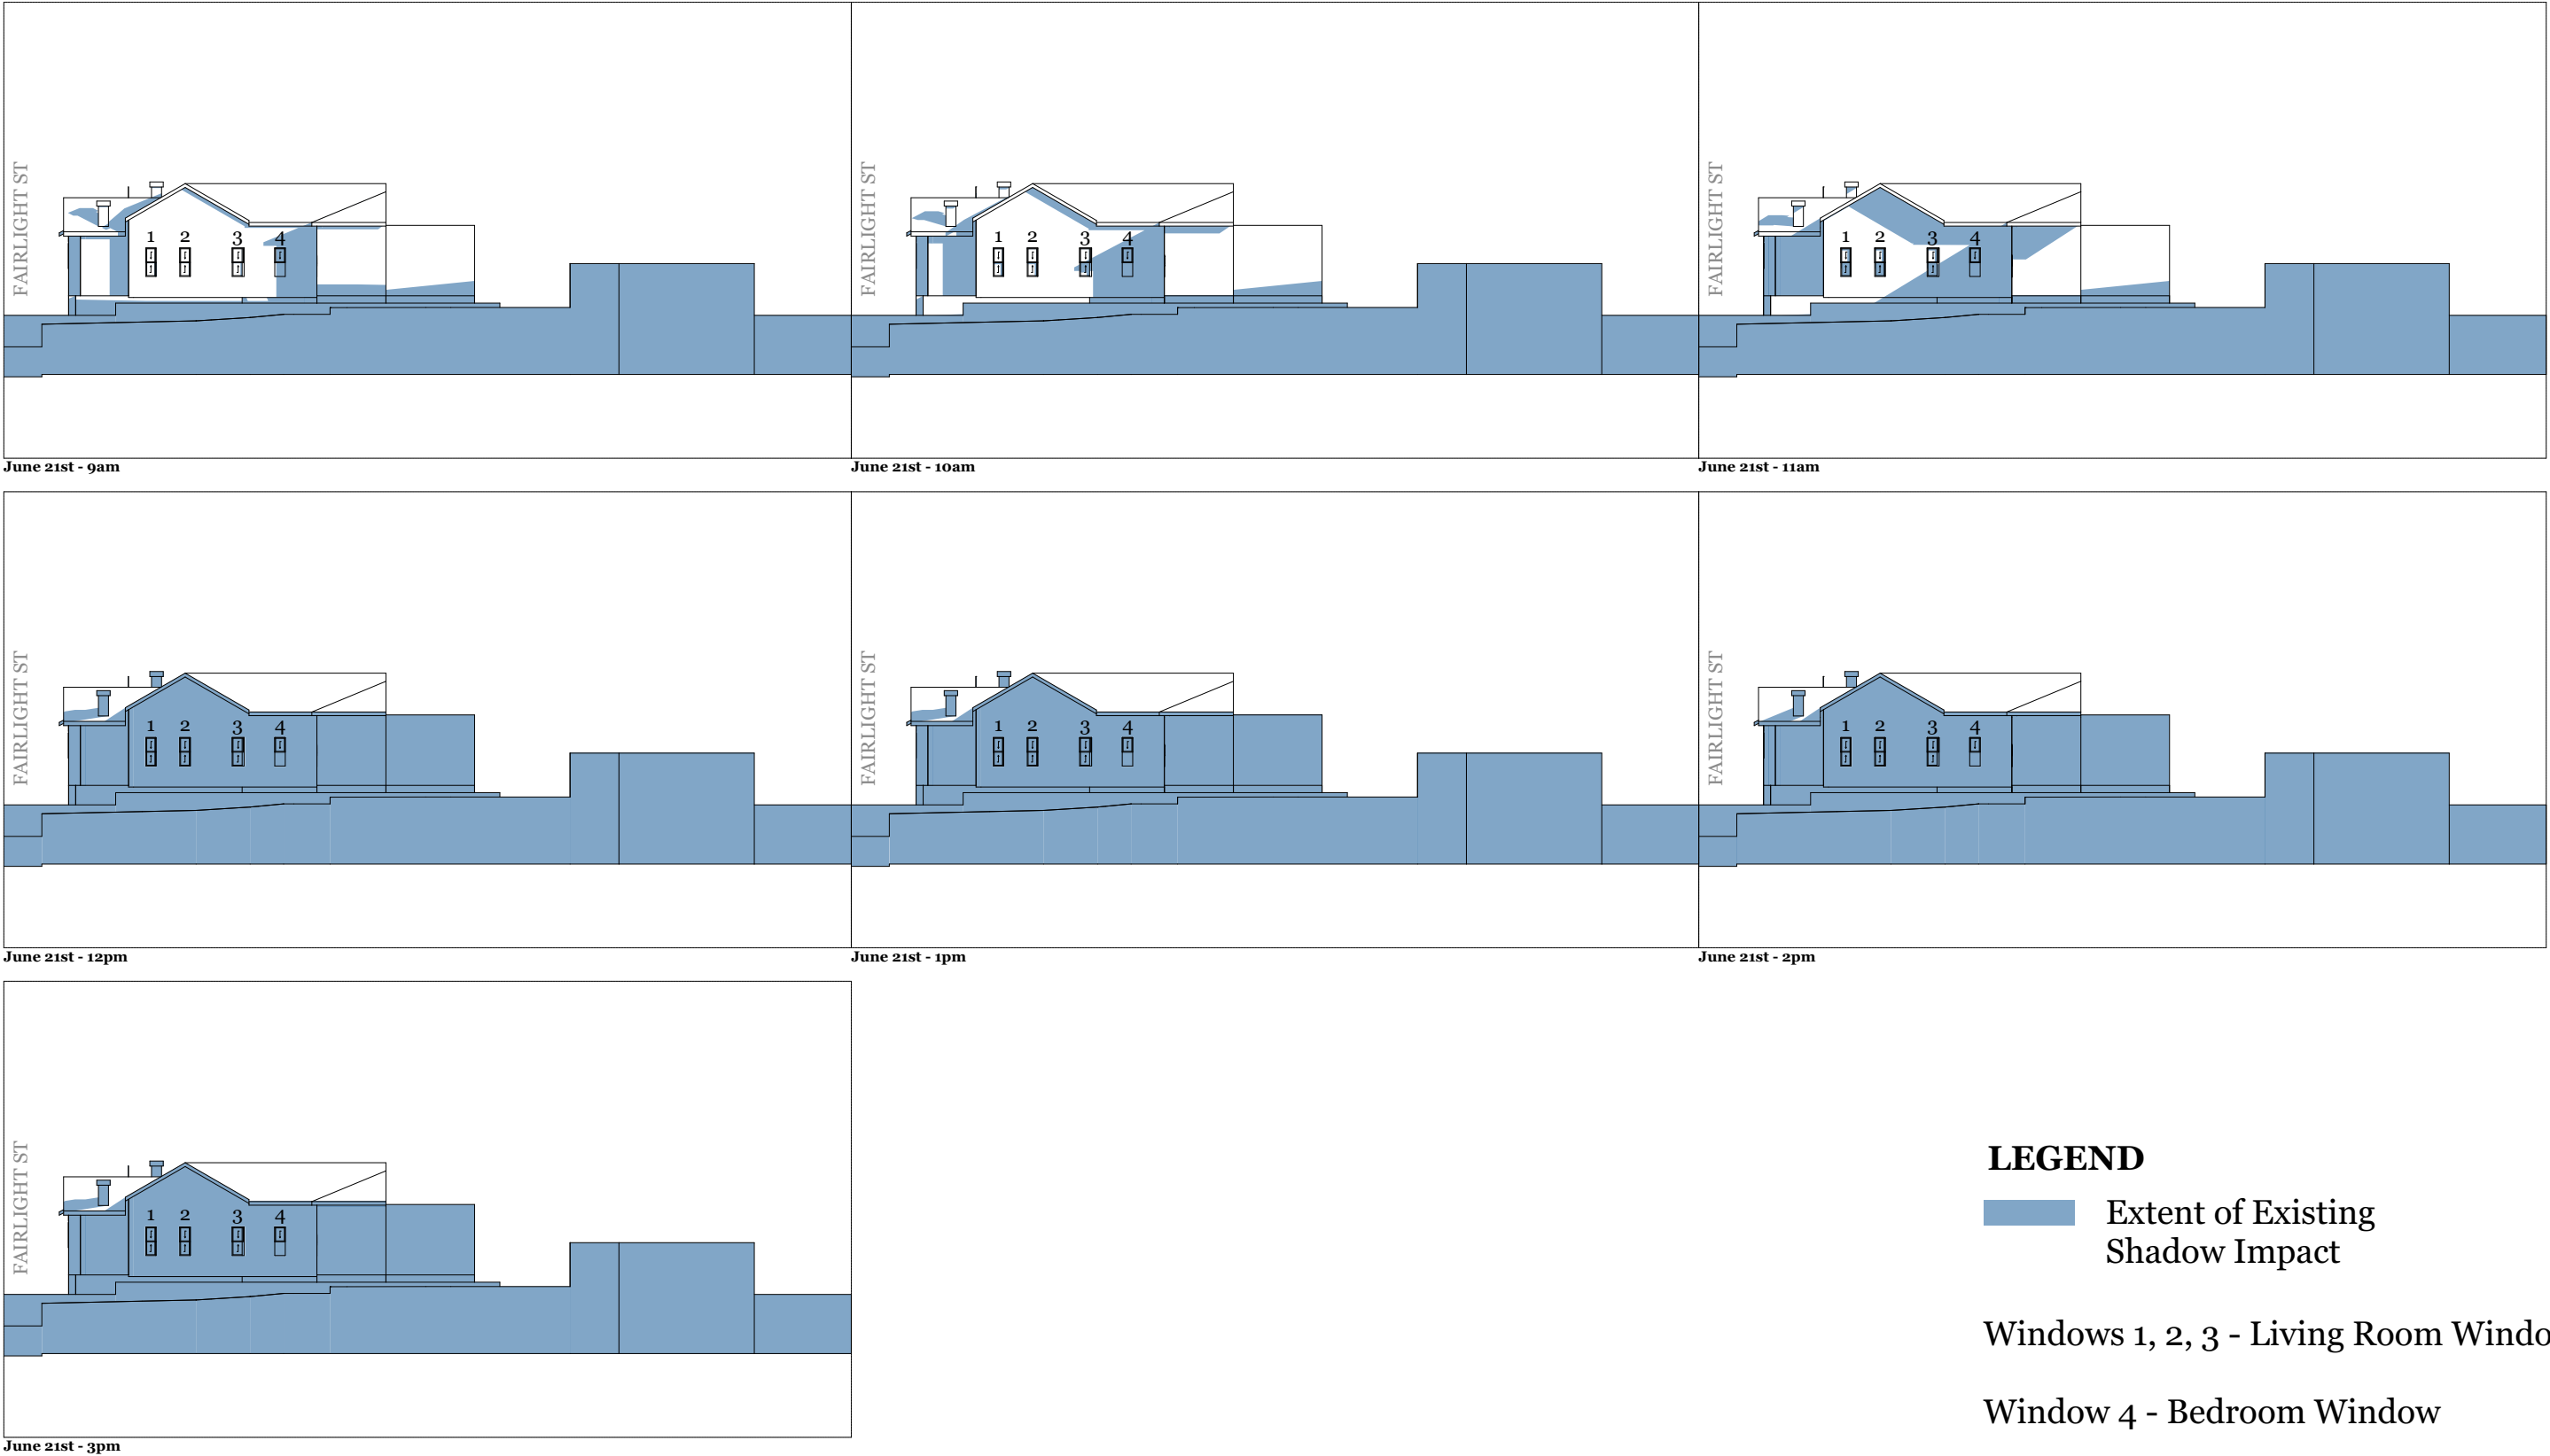 FAIRLIGHT ST
1 2 3 4
June 21st - 9am
FAIRLIGHT ST
1 2 3 4
June 21st - 10am
FAIRLIGHT ST
1 2 3 4
June 21st - 11am
FAIRLIGHT ST
1 2 3 4
June 21st - 12pm
FAIRLIGHT ST
1 2 3 4
June 21st - 1pm
FAIRLIGHT ST
1 2 3 4
June 21st - 2pm
FAIRLIGHT ST
1 2 3 4
June 21st - 3pm
LEGEND
Extent of Existing
Shadow Impact
Windows 1, 2, 3 - Living Room Windo
Window 4 - Bedroom Window